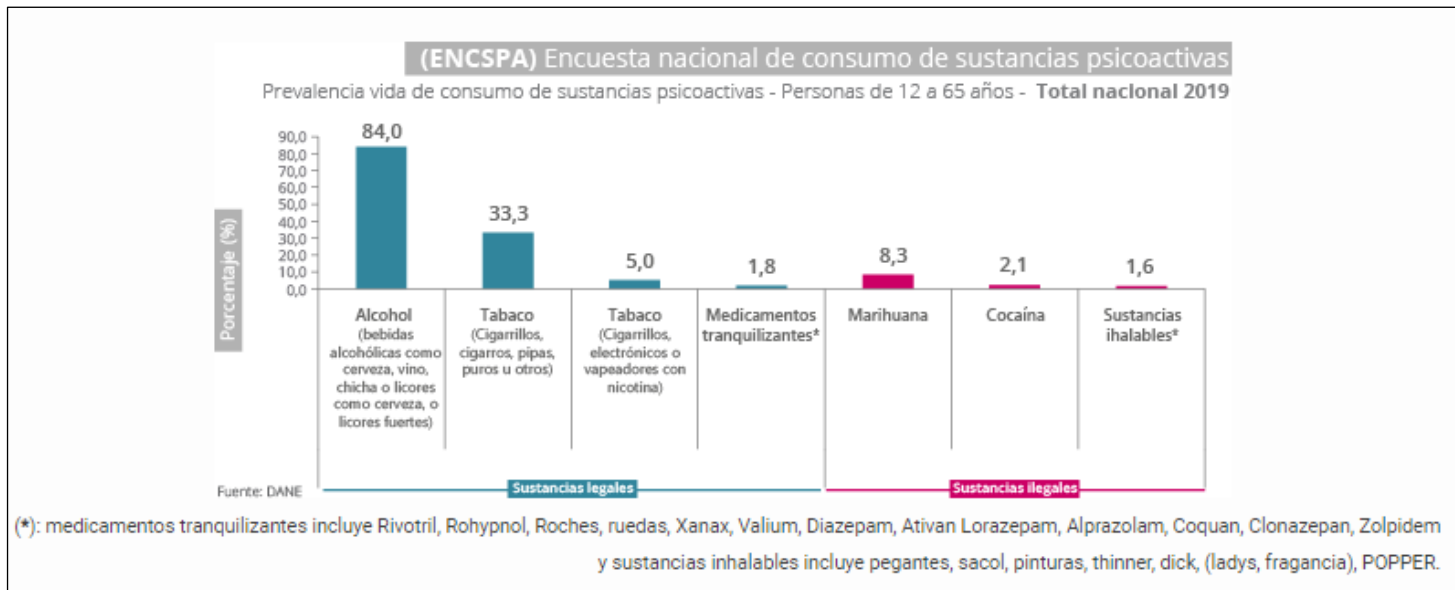 (ENCSPA) Encuesta nacional de consumo de sustancias psicoactivas
Prevalencia vida de consumo de sustancias psicoactivas - Personas de 12 a 65 años - Total nacional 2019
Porcentaje (%)
90,0
80,0
70,0
60,0
50,0
40,0
30,0
20,0
10,0
0,0
84,0
33,3
5,0
1,8
8,3
2,1
1,6
Alcohol
(bebidas
alcohólicas como
cerveza, vino,
chicha o licores
como cerveza, o
licores fuertes)
Tabaco
(Cigarrillos,
cigarros, pipas,
puros u otros)
Tabaco
(Cigarrillos,
electrónicos o
vapeadores con
nicotina)
Medicamentos
tranquilizantes*
Marihuana
Cocaína
Sustancias
ihalables*
Sustancias legales
Sustancias ilegales
Fuente: DANE
(*): medicamentos tranquilizantes incluye Rivotril, Rohypnol, Roches, ruedas, Xanax, Valium, Diazepam, Ativan Lorazepam, Alprazolam, Coquan, Clonazepan, Zolpidem
y sustancias inhalables incluye pegantes, sacol, pinturas, thinner, dick, (ladys, fragancia), POPPER.